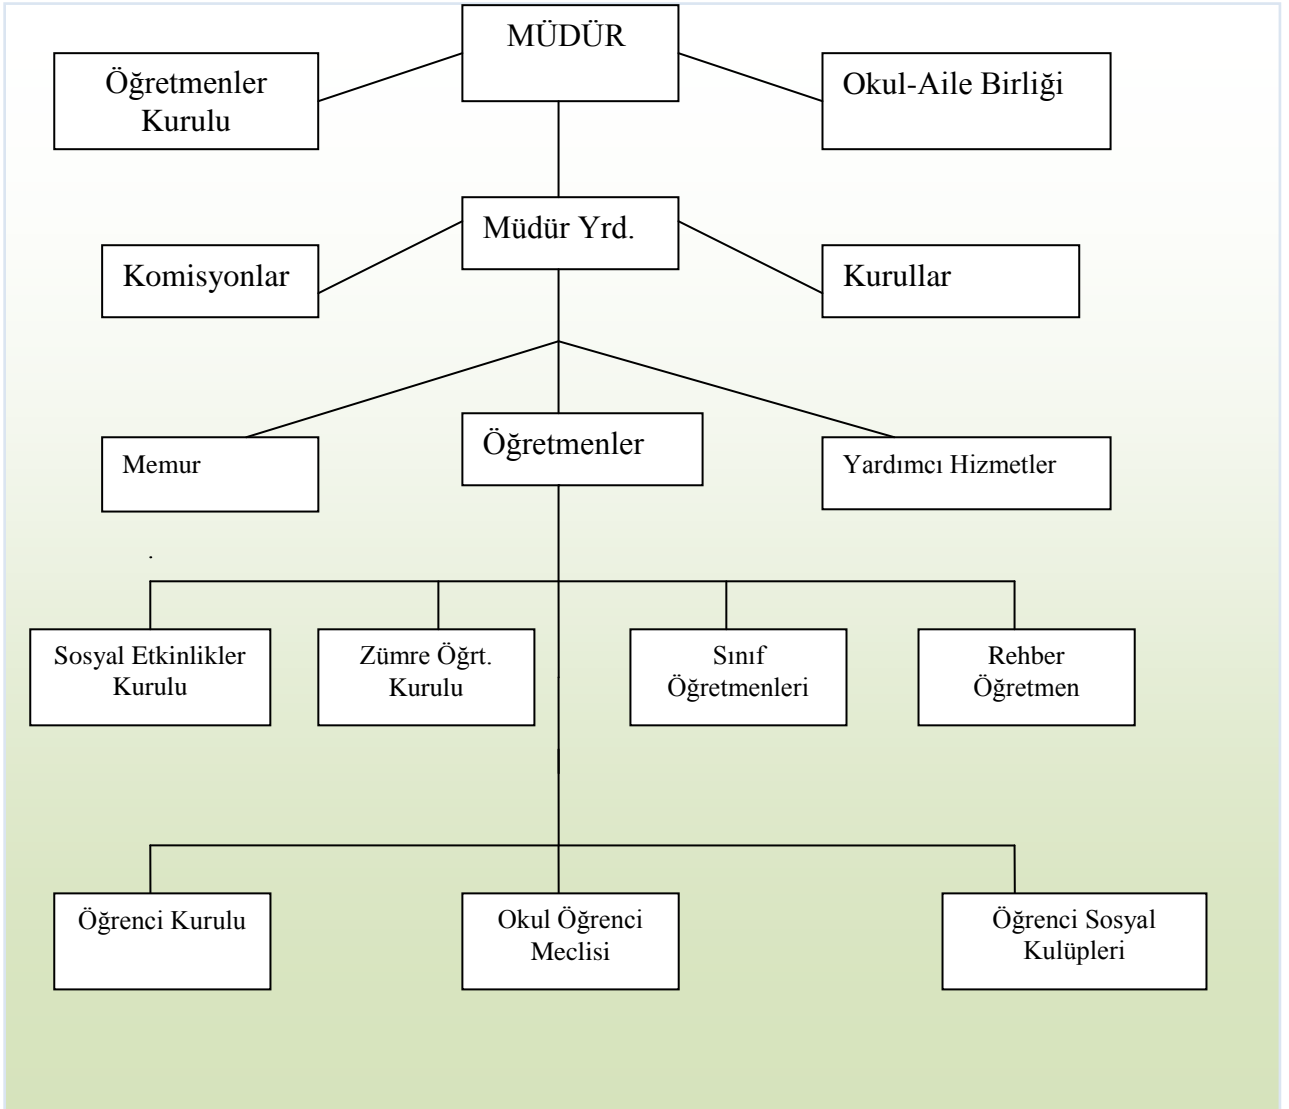 MÜDÜR
Öğretmenler
Kurulu
Okul-Aile Birliği
Müdür Yrd.
Komisyonlar
Kurullar
Öğretmenler
Memur
Yardımcı Hizmetler
.
Sosyal Etkinlikler
Kurulu
Zümre Öğrt.
Kurulu
Sınıf
Öğretmenleri
Rehber
Öğretmen
Öğrenci Kurulu
Okul Öğrenci
Meclisi
Öğrenci Sosyal
Kulüpleri